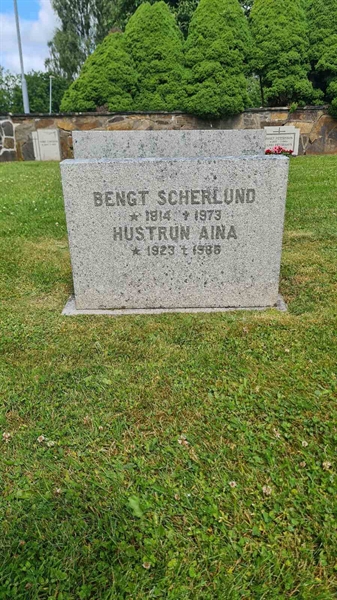 BENGT SCHERLUND
* 1914 † 1973
HUSTRUN AINA
* 1923 † 1986